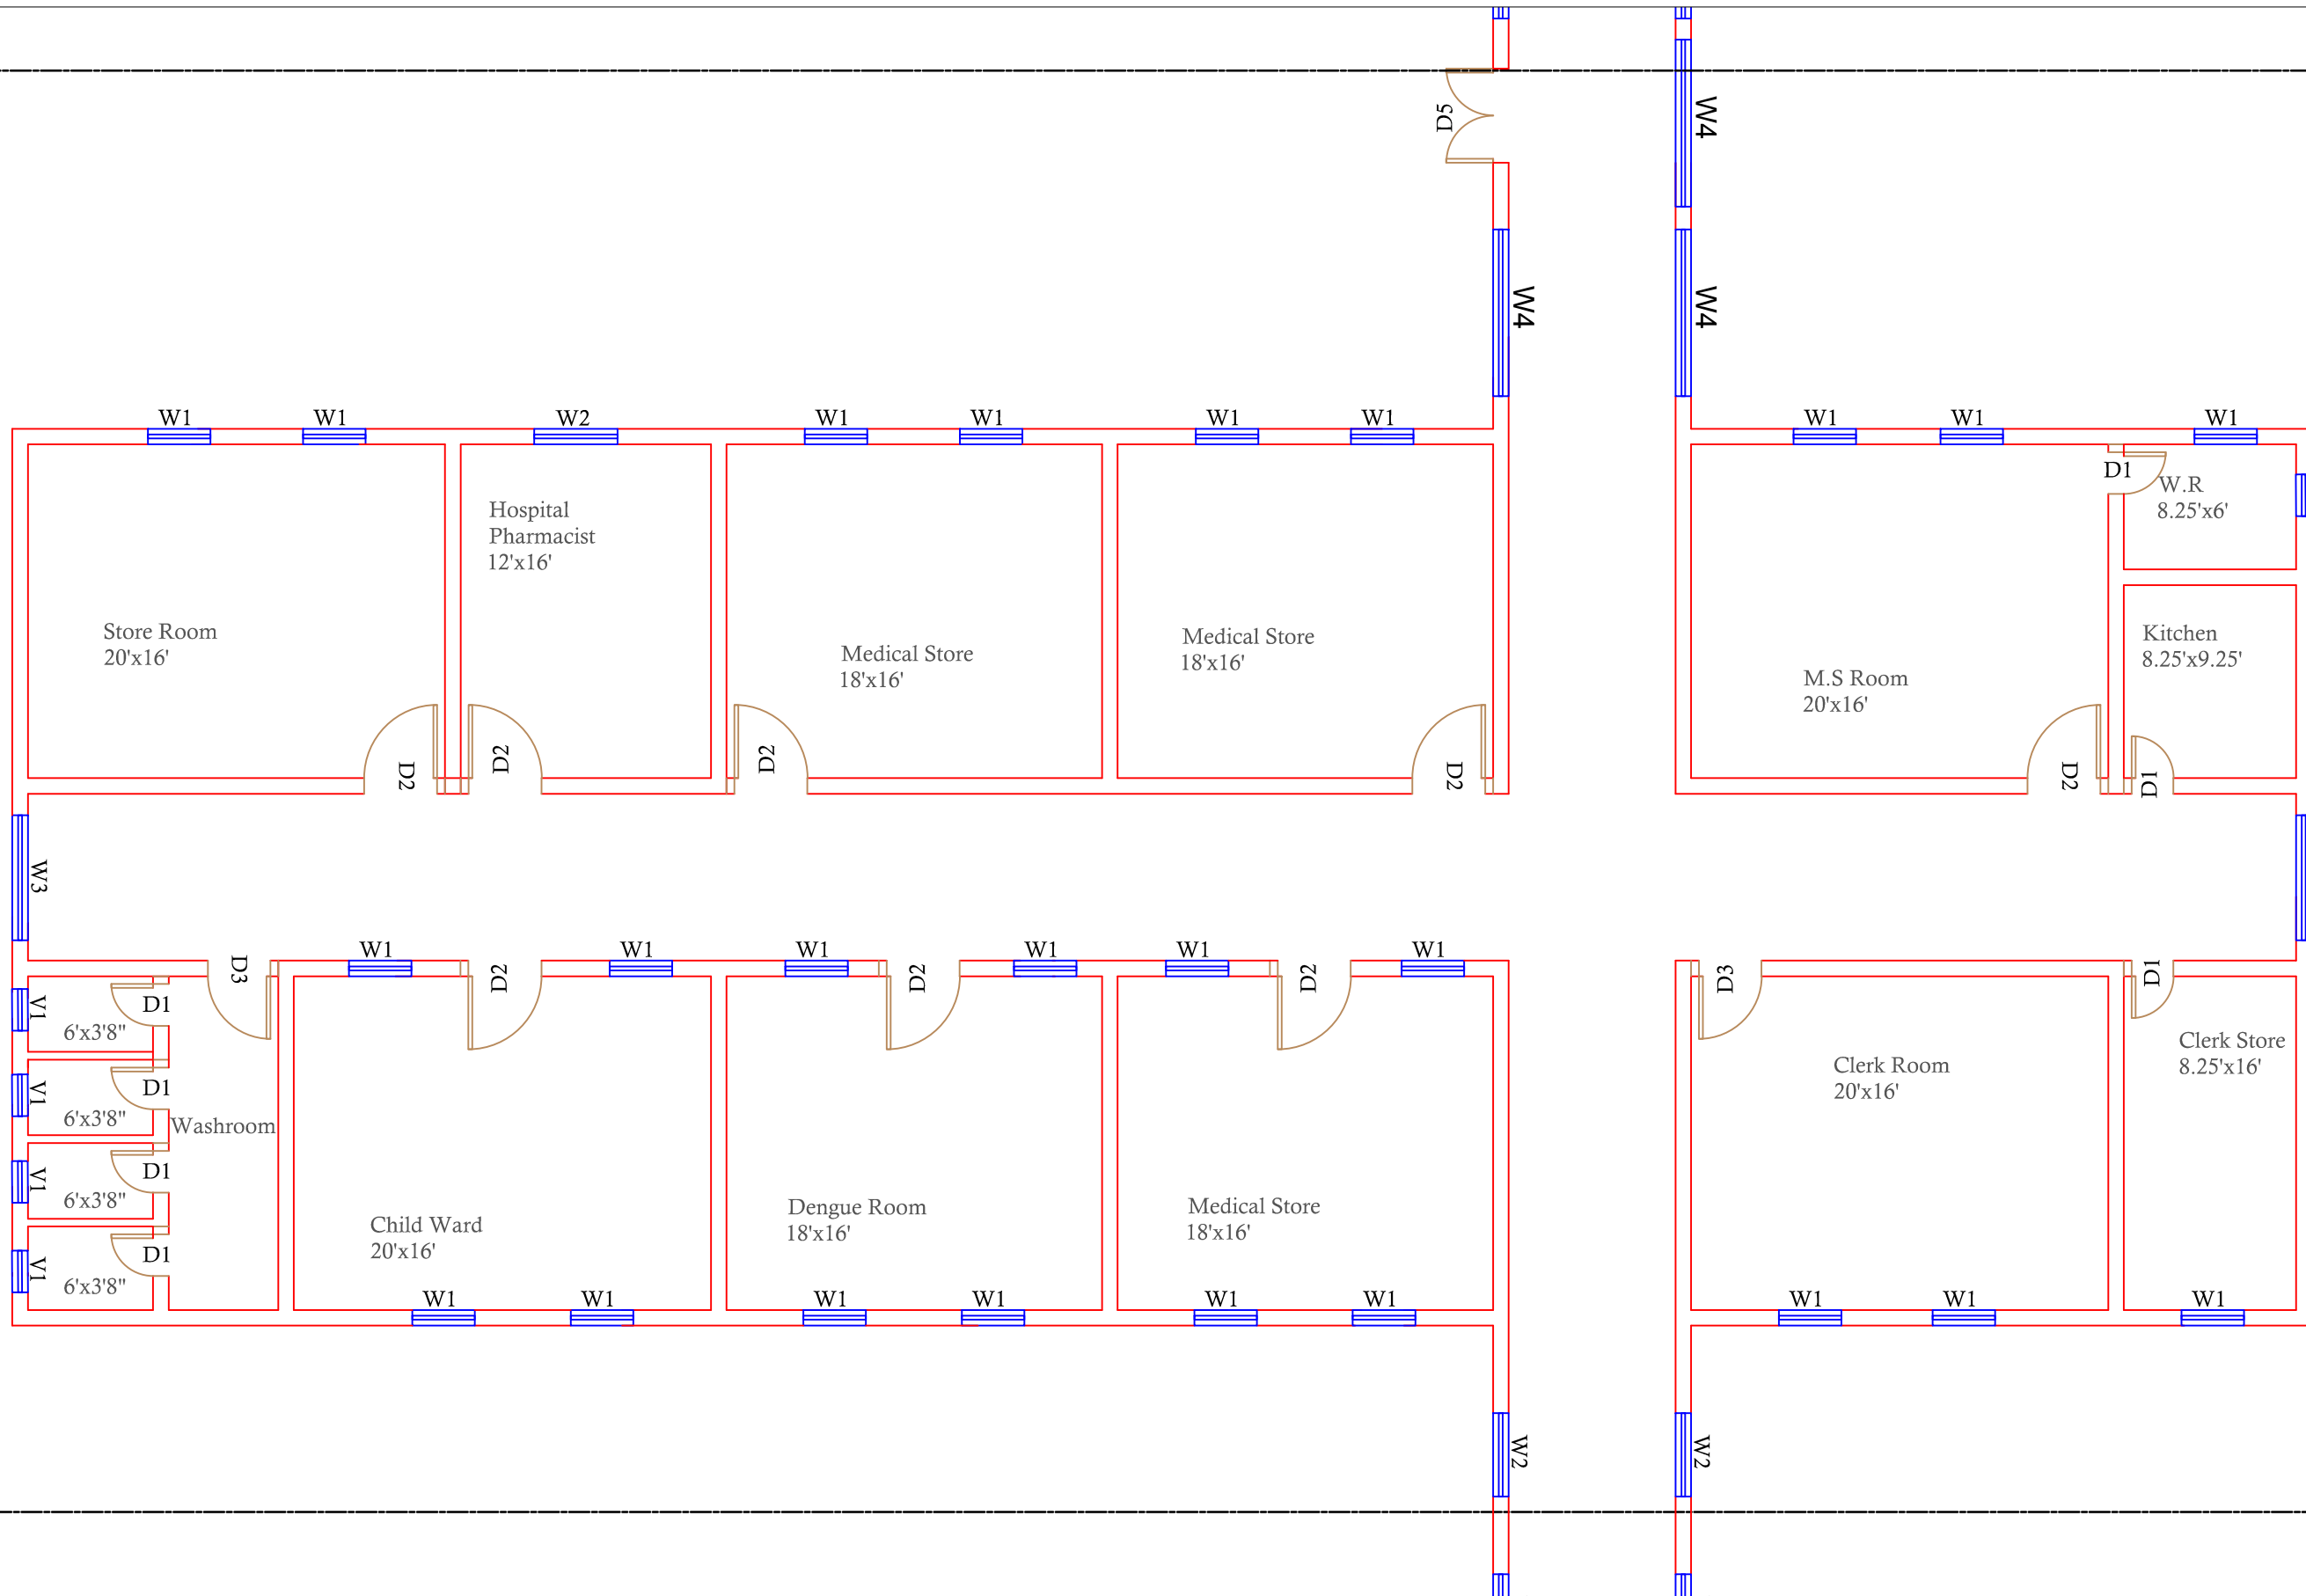 D5
W4
W4
W4
W1
W1
W2
W1
W1
W1
W1
W1
W1
W1
D1
W.R
8.25'x6'
Hospital
Pharmacist
12'x16'
Store Room
20'x16'
Medical Store
18'x16'
Medical Store
18'x16'
M.S Room
20'x16'
Kitchen
8.25'x9.25'
D2
D2
D2
D2
D2
D1
W3
W1
W1
W1
W1
W1
W1
D3
D2
D2
D2
D3
D1
V1
D1
6'x3'8"
V1
D1
6'x3'8"
Washroom
V1
D1
6'x3'8"
V1
D1
6'x3'8"
Clerk Room
20'x16'
Clerk Store
8.25'x16'
Child Ward
20'x16'
Dengue Room
18'x16'
Medical Store
18'x16'
W1
W1
W1
W1
W1
W1
W1
W1
W1
W2
W2